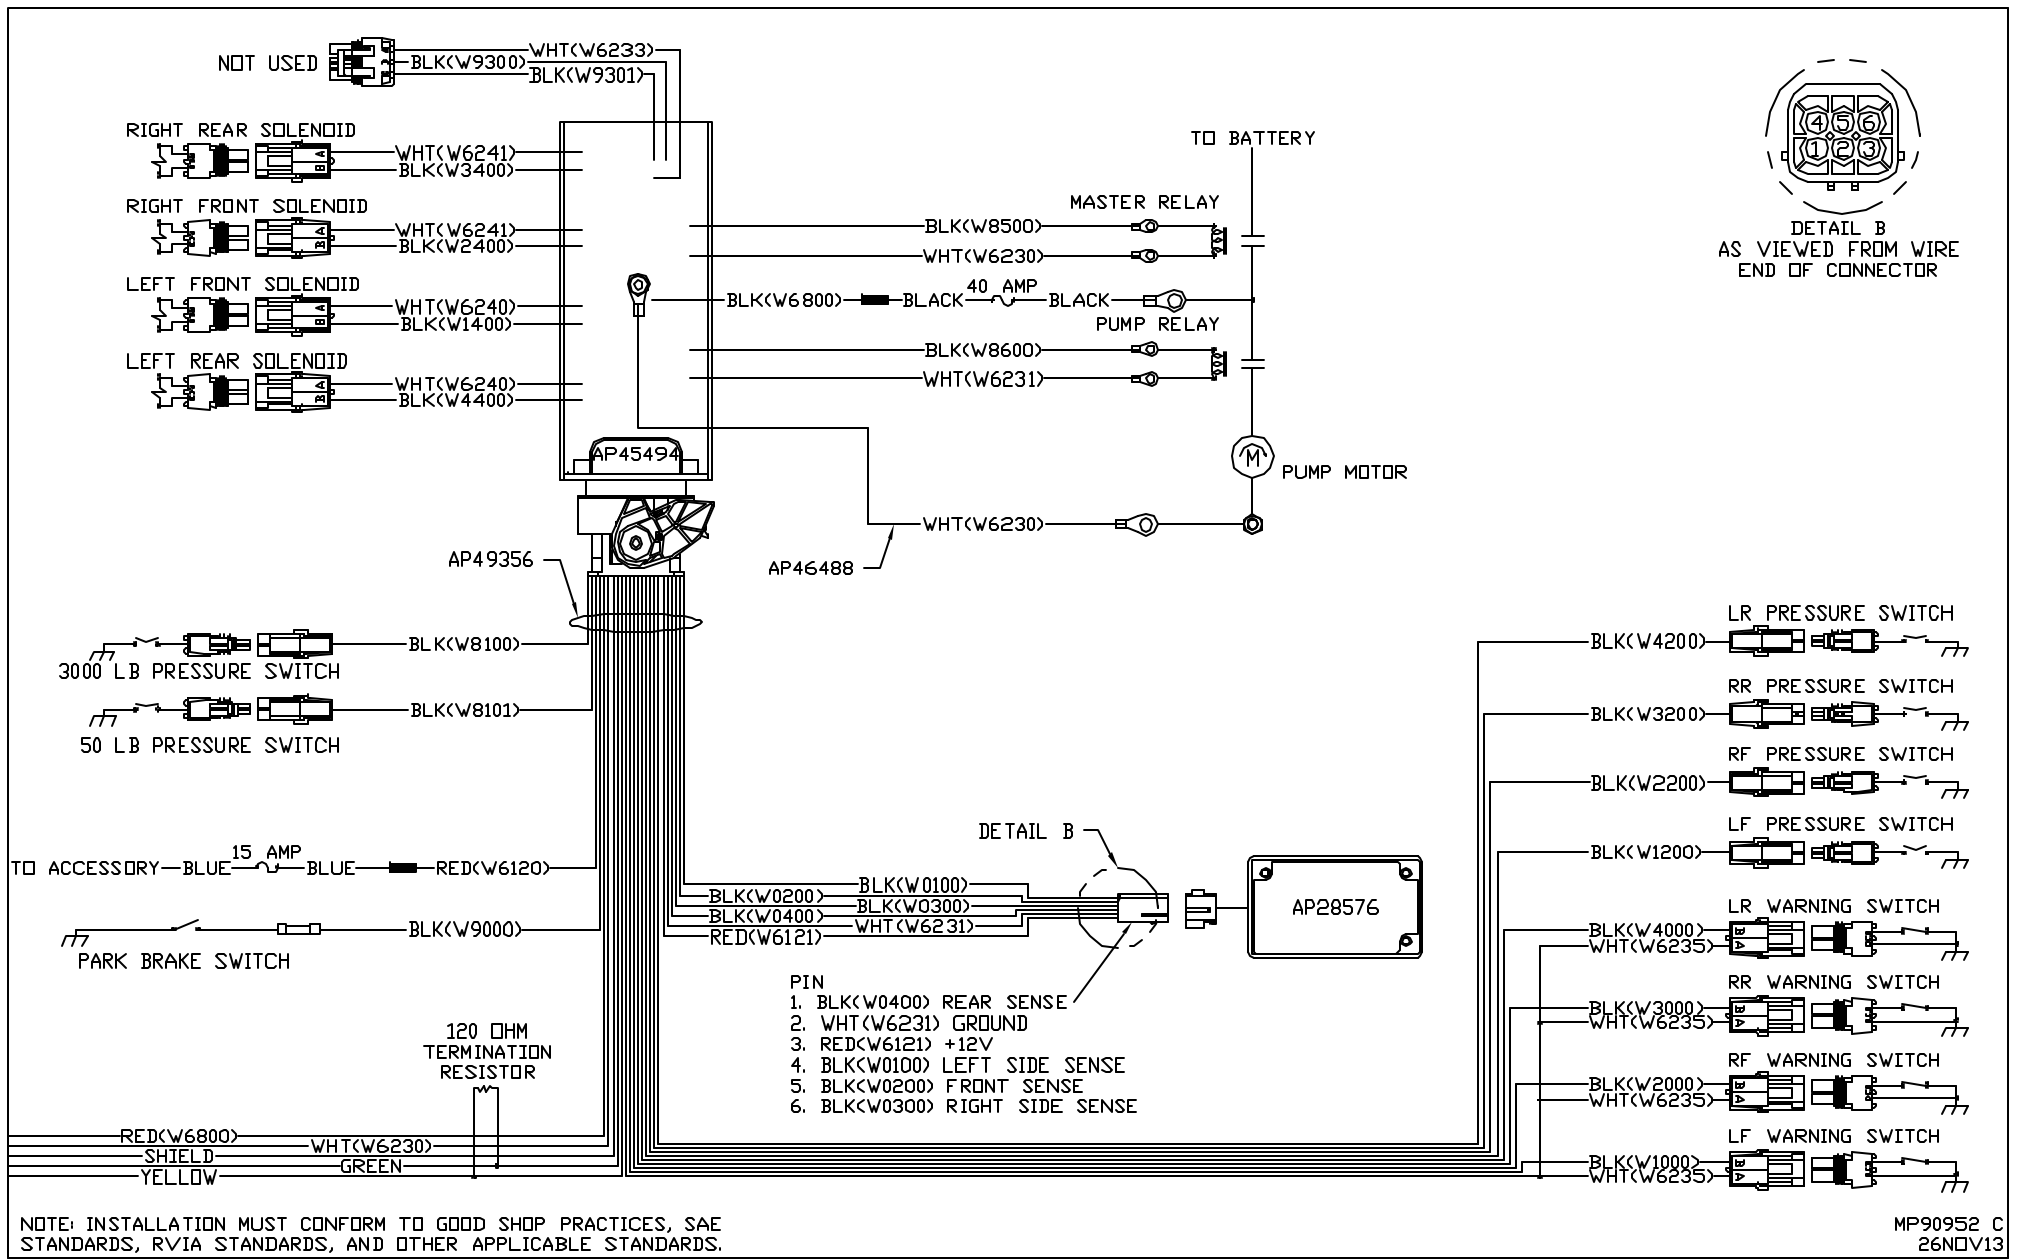 NOT USED
WHT(W6233)
BLK(W9300)
BLK(W9301)
RIGHT REAR SOLENOID
WHT(W6241)
BLK(W3400)
A
B
RIGHT FRONT SOLENOID
WHT(W6241)
BLK(W2400)
A
B
LEFT FRONT SOLENOID
WHT(W6240)
BLK(W1400)
A
B
LEFT REAR SOLENOID
WHT(W6240)
BLK(W4400)
A
B
AP45494
TO BATTERY
MASTER RELAY
BLK(W8500)
WHT(W6230)
BLK(W6800)
BLACK
40 AMP
BLACK
PUMP RELAY
BLK(W8600)
WHT(W6231)
M
PUMP MOTOR
WHT(W6230)
AP46488
4 5 6
1 2 3
DETAIL B
AS VIEWED FROM WIRE
END OF CONNECTOR
AP49356
BLK(W8100)
3000 LB PRESSURE SWITCH
BLK(W8101)
50 LB PRESSURE SWITCH
TO ACCESSORY
BLUE
15 AMP
BLUE
RED(W6120)
BLK(W9000)
PARK BRAKE SWITCH
120 OHM
TERMINATION
RESISTOR
RED(W6800)
WHT(W6230)
SHIELD
GREEN
YELLOW
DETAIL B
BLK(W0100)
BLK(W0200)
BLK(W0300)
BLK(W0400)
WHT(W6231)
RED(W6121)
AP28576
PIN
1. BLK(W0400) REAR SENSE
2. WHT(W6231) GROUND
3. RED(W6121) +12V
4. BLK(W0100) LEFT SIDE SENSE
5. BLK(W0200) FRONT SENSE
6. BLK(W0300) RIGHT SIDE SENSE
LR PRESSURE SWITCH
BLK(W4200)
RR PRESSURE SWITCH
BLK(W3200)
RF PRESSURE SWITCH
BLK(W2200)
LF PRESSURE SWITCH
BLK(W1200)
LR WARNING SWITCH
BLK(W4000)
WHT(W6235)
B
A
RR WARNING SWITCH
BLK(W3000)
WHT(W6235)
B
A
RF WARNING SWITCH
BLK(W2000)
WHT(W6235)
B
A
LF WARNING SWITCH
BLK(W1000)
WHT(W6235)
B
A
NOTE: INSTALLATION MUST CONFORM TO GOOD SHOP PRACTICES, SAE
STANDARDS, RVIA STANDARDS, AND OTHER APPLICABLE STANDARDS.
MP90952 C
26NOV13